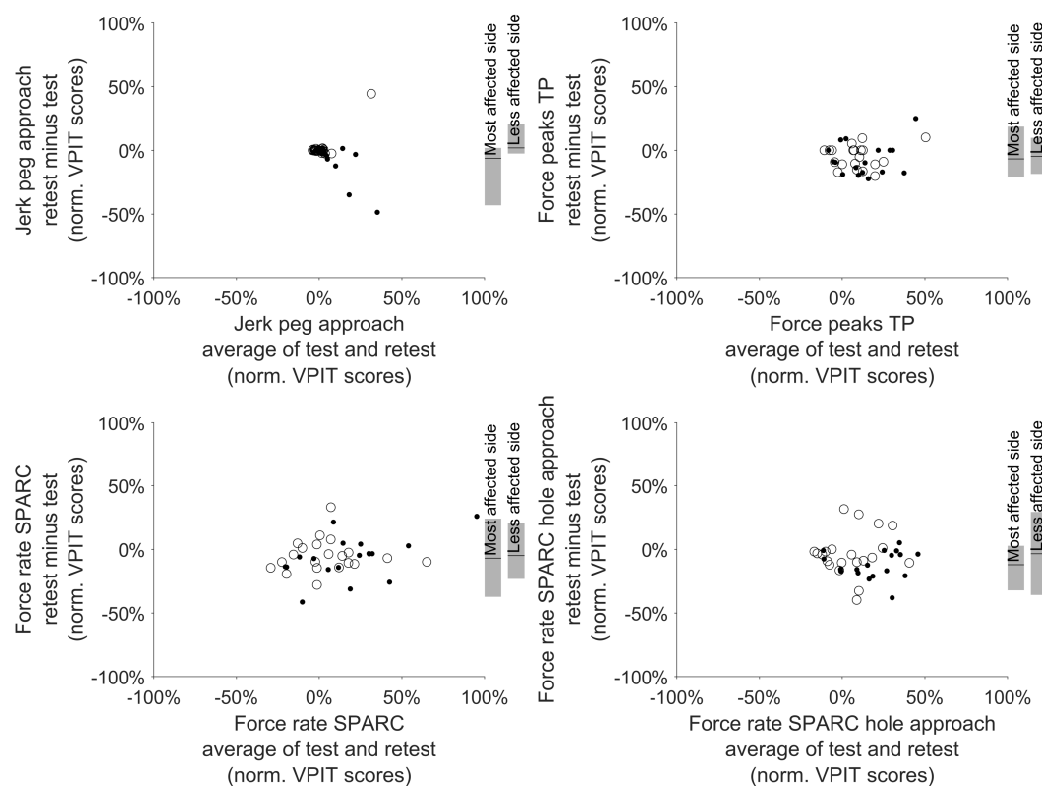 Jerk peg approach
retest minus test
(norm. VPIT scores)
100%
50%
0%
-50%
-100%
-100%
-50%
0%
50%
100%
Jerk peg approach
average of test and retest
(norm. VPIT scores)
Most affected side
Less affected side
Force peaks TP
retest minus test
(norm. VPIT scores)
100%
50%
0%
-50%
-100%
-100%
-50%
0%
50%
100%
Force peaks TP
average of test and retest
(norm. VPIT scores)
Most affected side
Less affected side
Force rate SPARC
retest minus test
(norm. VPIT scores)
100%
50%
0%
-50%
-100%
-100%
-50%
0%
50%
100%
Force rate SPARC
average of test and retest
(norm. VPIT scores)
Most affected side
Less affected side
Force rate SPARC hole approach
retest minus test
(norm. VPIT scores)
100%
50%
0%
-50%
-100%
-100%
-50%
0%
50%
100%
Force rate SPARC hole approach
average of test and retest
(norm. VPIT scores)
Most affected side
Less affected side